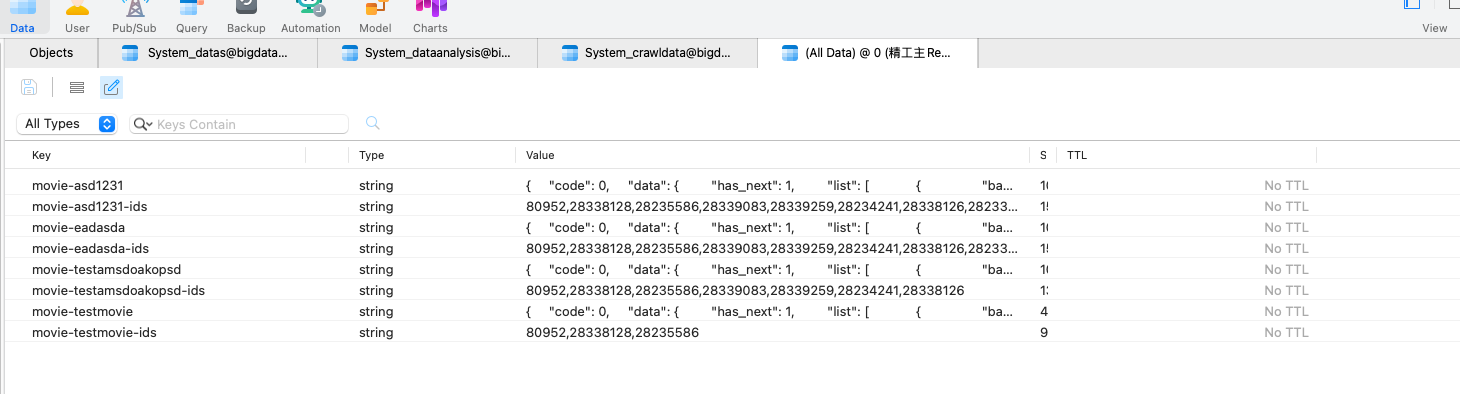 Data User Pub/Sub Query Backup Automation Model Charts View
Objects System_datas@bigdata... System_dataanalysis@bi... System_crawldata@bigd... (All Data) @ 0 (精工主Re...
All Types Keys Contain
Key Type Value S TTL
movie-asd1231 string { "code": 0, "data": { "has_next": 1, "list": [ { "ba... No TTL
movie-asd1231-ids string 80952,28338128,28235586,28339083,28339259,28234241,28338126,28233... No TTL
movie-eadasda string { "code": 0, "data": { "has_next": 1, "list": [ { "ba... No TTL
movie-eadasda-ids string 80952,28338128,28235586,28339083,28339259,28234241,28338126,28233... No TTL
movie-testamsdoakopsd string { "code": 0, "data": { "has_next": 1, "list": [ { "ba... No TTL
movie-testamsdoakopsd-ids string 80952,28338128,28235586,28339083,28339259,28234241,28338126 No TTL
movie-testmovie string { "code": 0, "data": { "has_next": 1, "list": [ { "ba... 4 No TTL
movie-testmovie-ids string 80952,28338128,28235586 9 No TTL